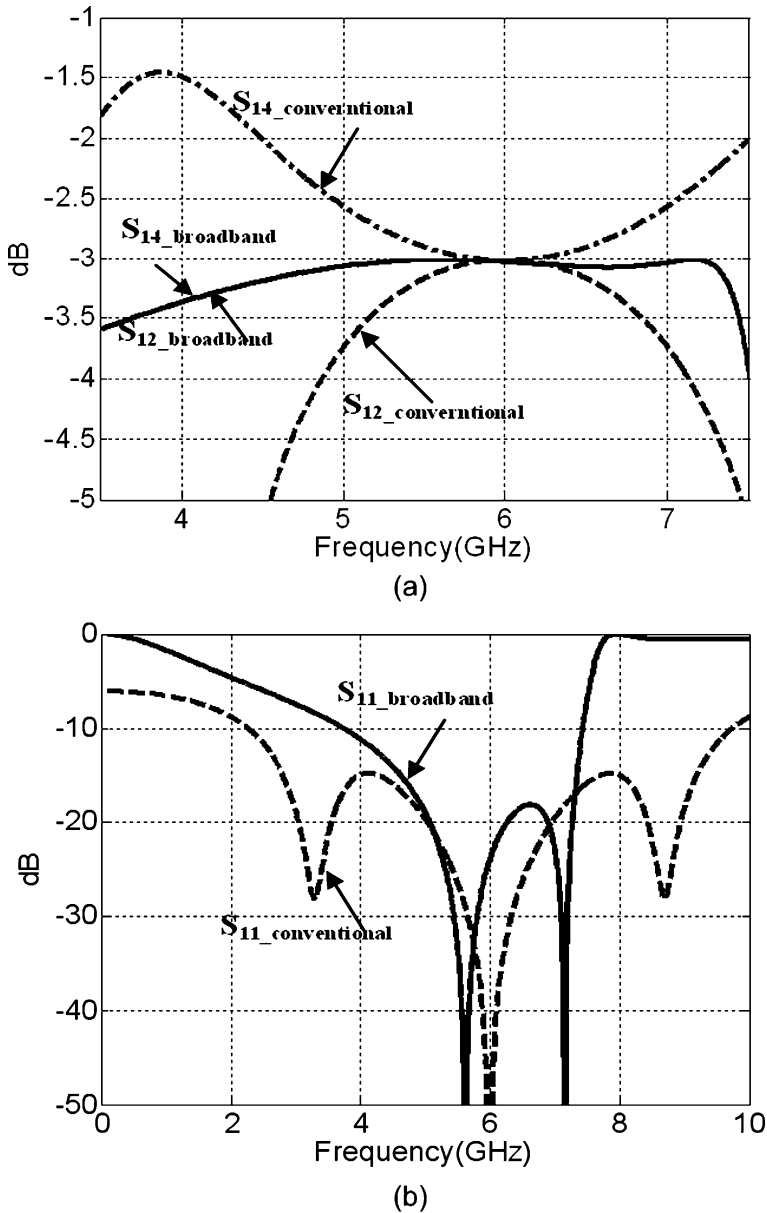 -1
-1.5
S14_converntional
-2
-2.5
S14_broadband
dB
-3
-3.5
S12_broadband
-4
S12_converntional
-4.5
-5
4 5 6 7
Frequency(GHz)
(a)
0
S11_broadband
-10
-20
dB
S11_conventional
-30
-40
-50
0 2 4 6 8 10
Frequency(GHz)
(b)